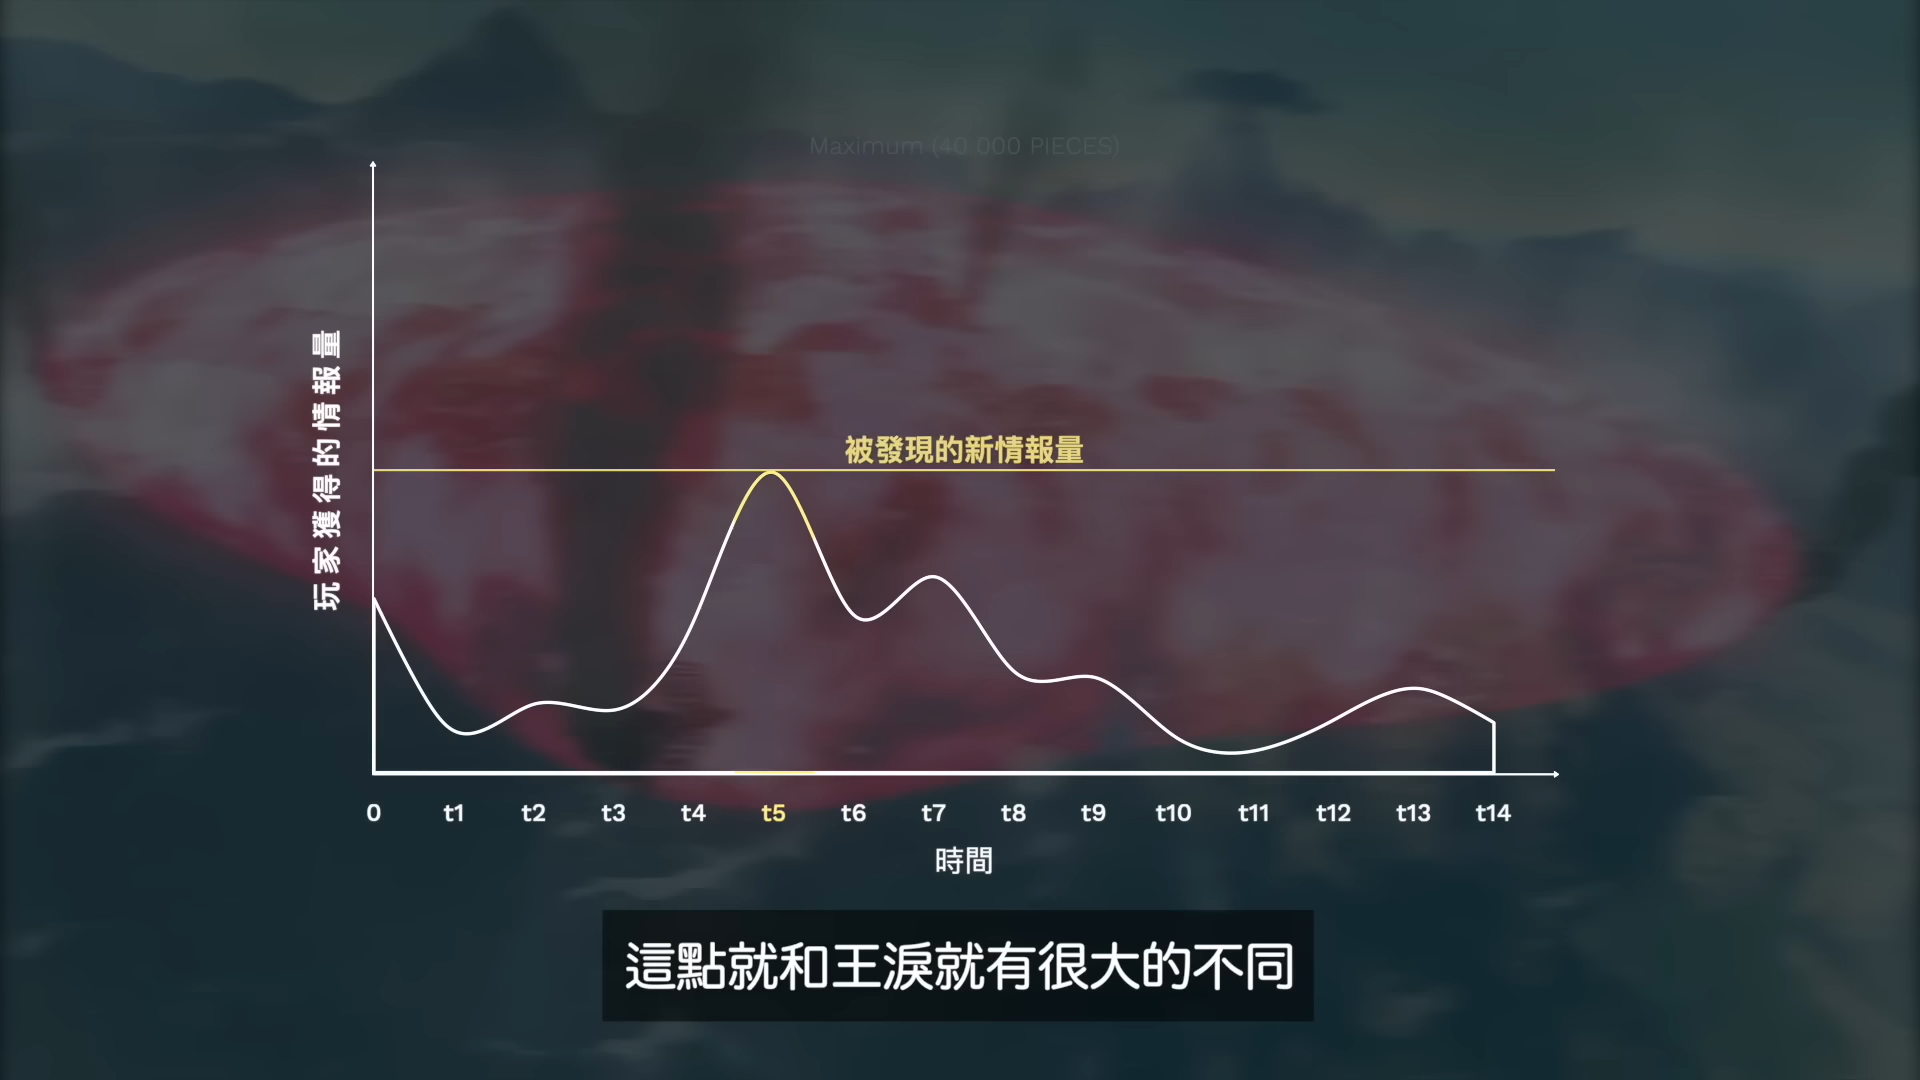 Maximum (40 000 PIECES)
玩家獲得的情報量
被發現的新情報量
0 t1 t2 t3 t4 t5 t6 t7 t8 t9 t10 t11 t12 t13 t14
時間
這點就和王淚就有很大的不同